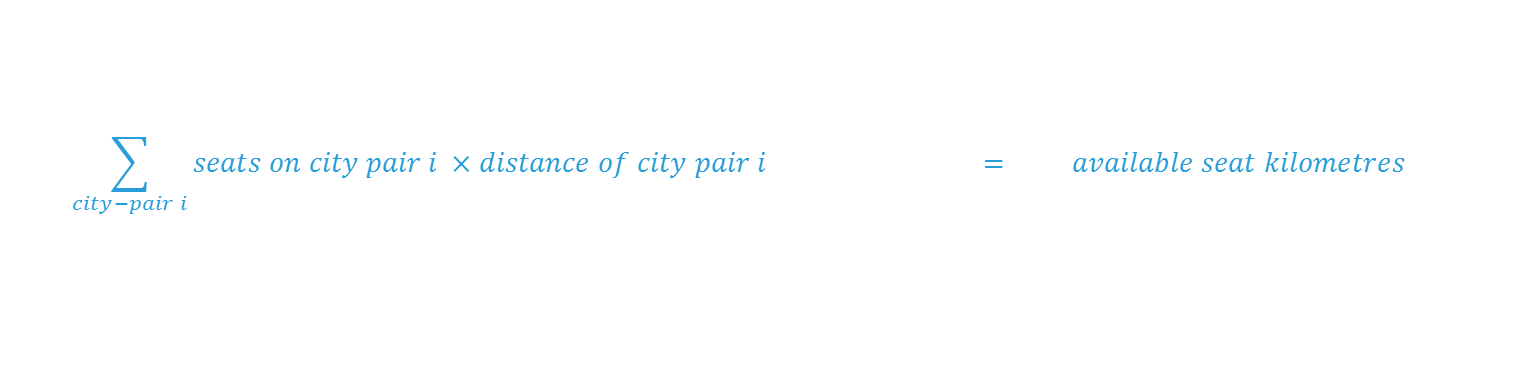 ∑ seats on city pair i × distance of city pair i = available seat kilometres
city−pair i